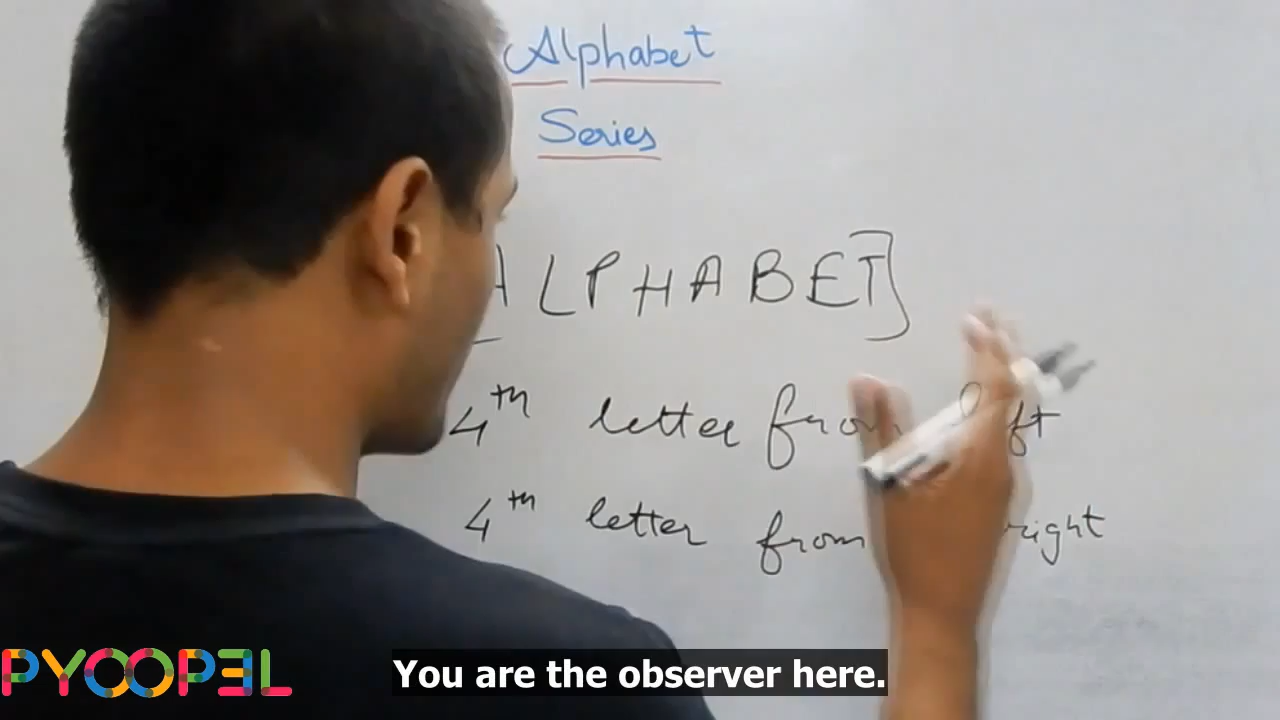 Alphabet
Series
ALPHABET]
4th letter from left
4th letter from right
PYOOPEL
You are the observer here.